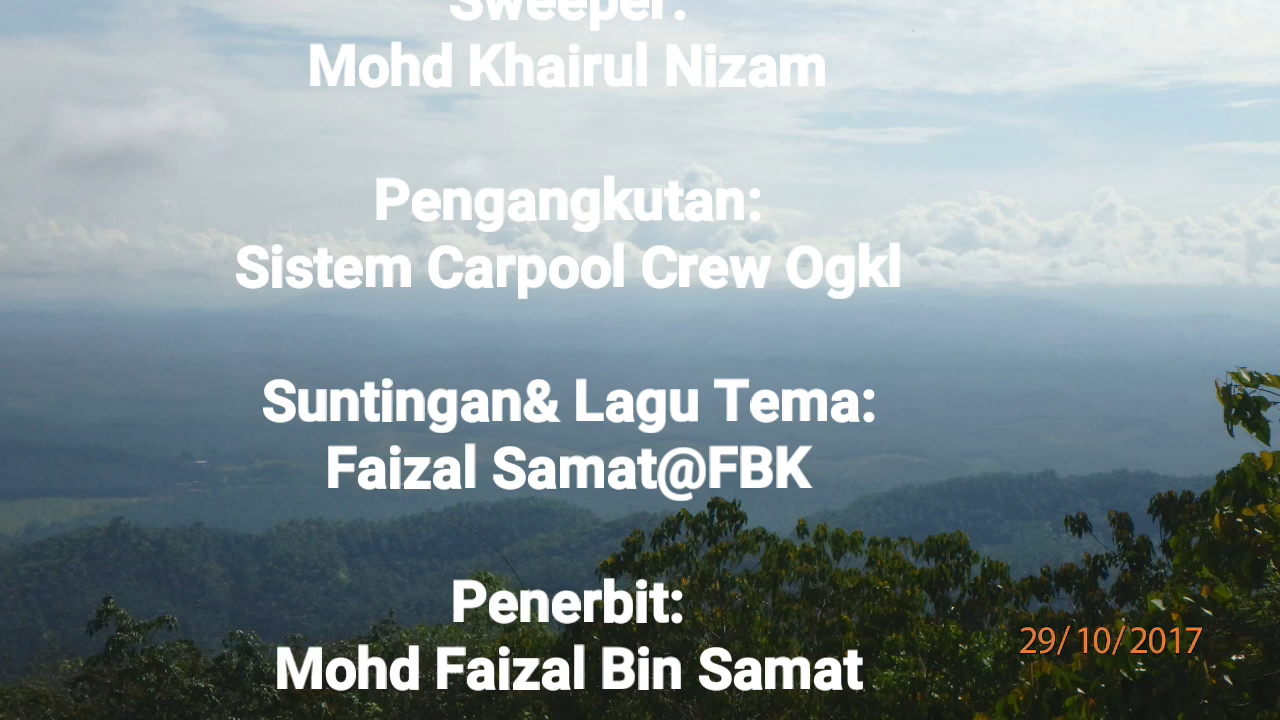 Sweeper:
Mohd Khairul Nizam
Pengangkutan:
Sistem Carpool Crew Ogkl
Suntingan& Lagu Tema:
Faizal Samat@FBK
Penerbit:
Mohd Faizal Bin Samat
29/10/2017